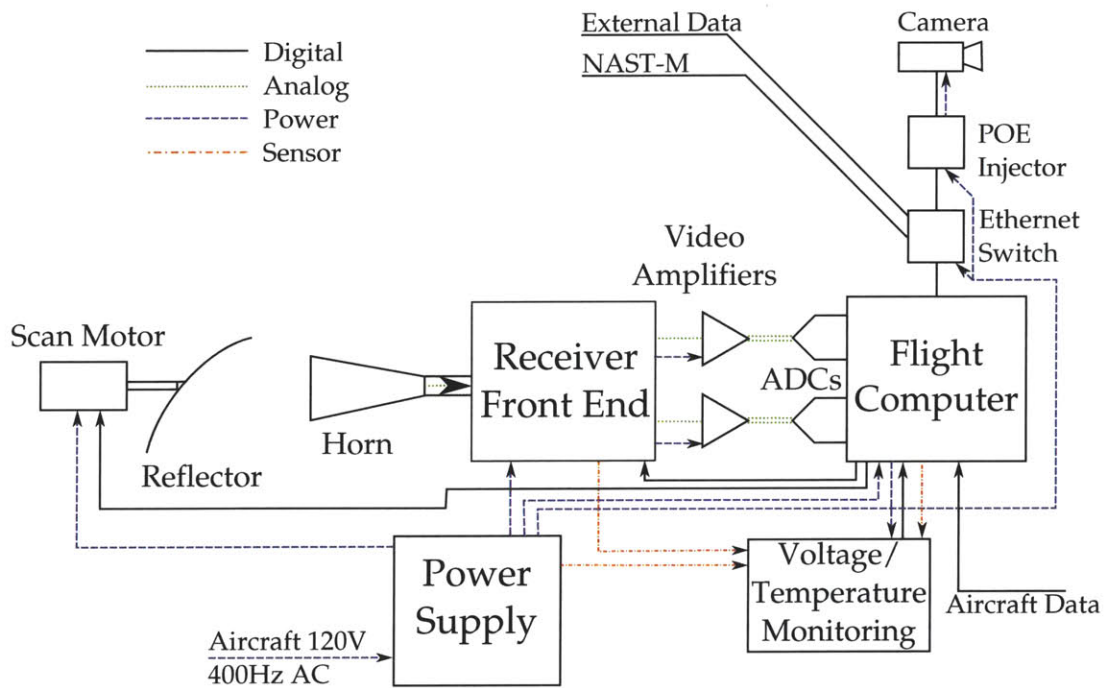 External Data
NAST-M
Camera
Digital
Analog
Power
Sensor
POE
Injector
Ethernet
Switch
Video
Amplifiers
Scan Motor
Receiver
Front End
ADCs
Flight
Computer
Horn
Reflector
Power
Supply
Voltage/
Temperature
Monitoring
Aircraft Data
Aircraft 120V
400Hz AC